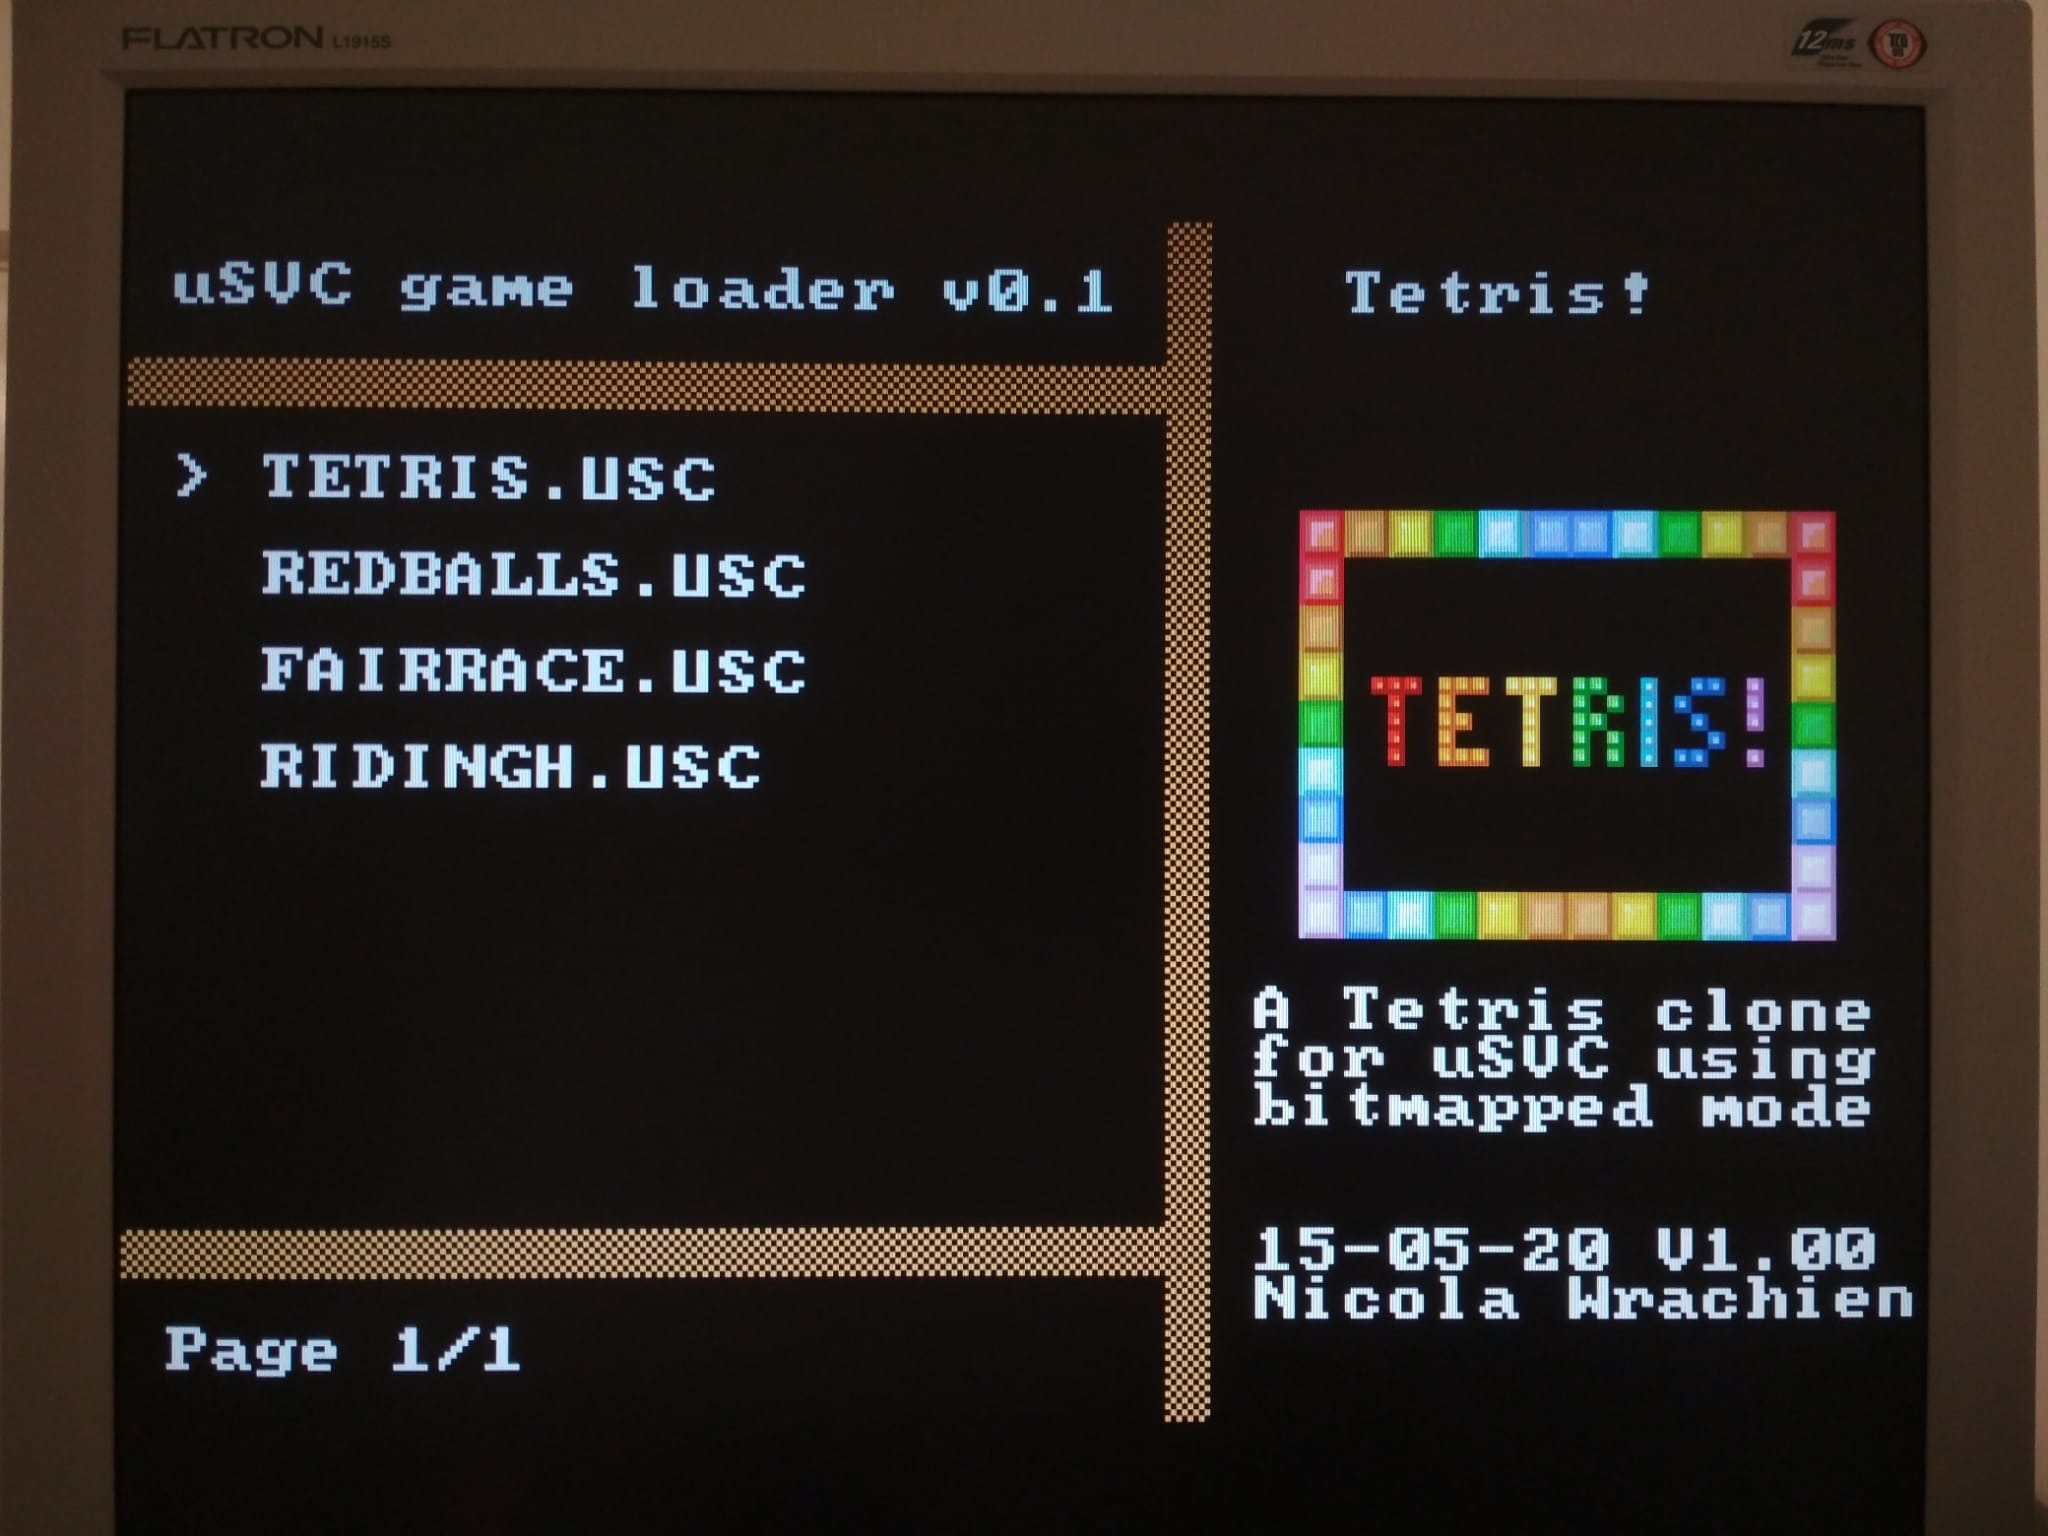 FLATRON L1915S
12ms
uSVC game loader v0.1
> TETRIS.USC
REDBALLS.USC
FAIRRACE.USC
RIDINGH.USC
Page 1/1
Tetris!
TETRIS!
A Tetris clone
for uSVC using
bitmapped mode
15-05-20 V1.00
Nicola Wrachien